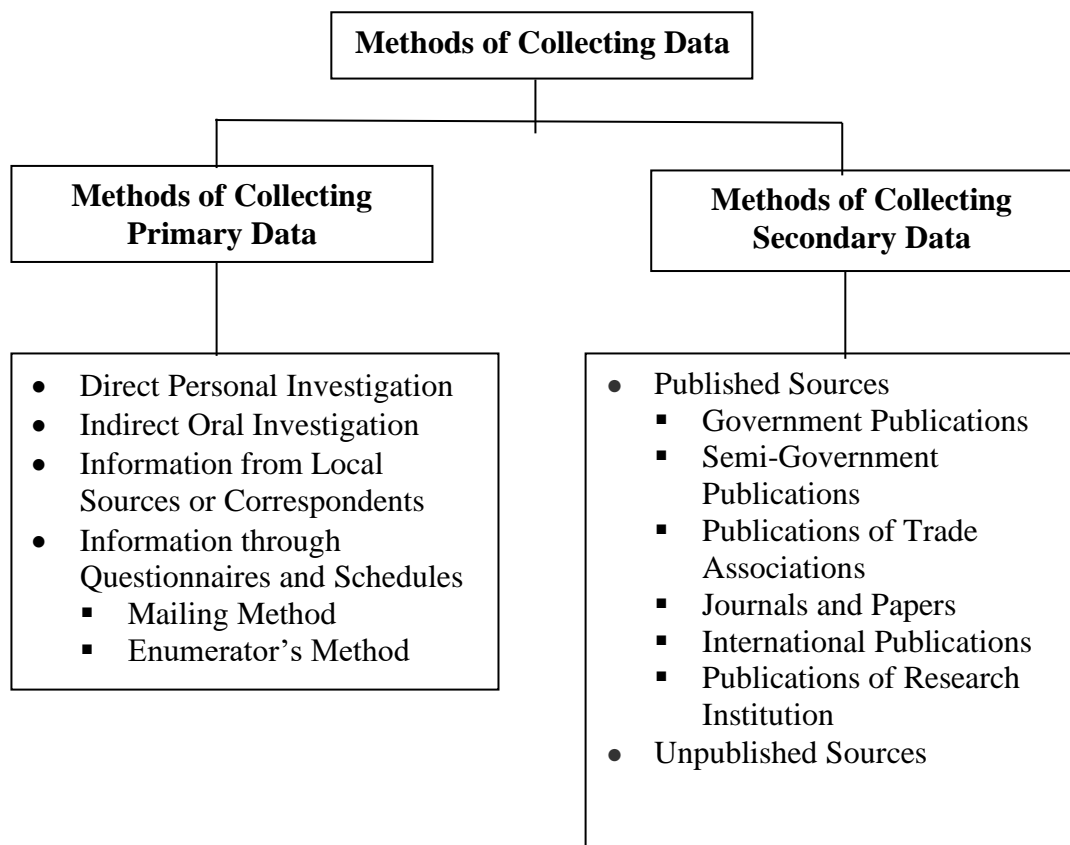 Methods of Collecting Data
Methods of Collecting
Primary Data
Methods of Collecting
Secondary Data
● Direct Personal Investigation
● Indirect Oral Investigation
● Information from Local
Sources or Correspondents
● Information through
Questionnaires and Schedules
▪ Mailing Method
▪ Enumerator’s Method
● Published Sources
▪ Government Publications
▪ Semi-Government
Publications
▪ Publications of Trade
Associations
▪ Journals and Papers
▪ International Publications
▪ Publications of Research
Institution
● Unpublished Sources